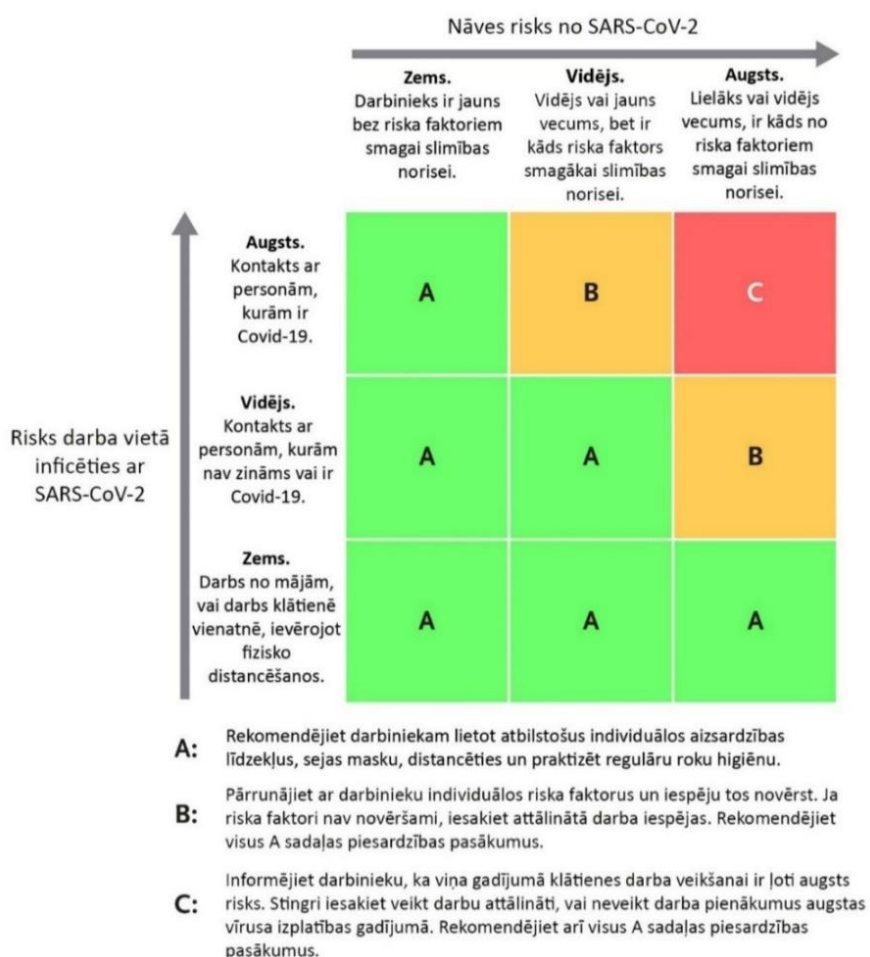 Nāves risks no SARS-CoV-2
Zems.
Darbinieks ir jauns
bez riska faktoriem
smagai slimības
norisei.
Vidējs.
Vidējs vai jauns
vecums, bet ir
kāds riska faktors
smagākai slimības
norisei.
Augsts.
Lielāks vai vidējs
vecums, ir kāds no
riska faktoriem
smagai slimības
norisei.
Risks darba vietā
inficēties ar
SARS-CoV-2
Augsts.
Kontakts ar
personām,
kurām ir
Covid-19.
A
B
C
Vidējs.
Kontakts ar
personām, kurām
nav zināms vai ir
Covid-19.
A
A
B
Zems.
Darbs no mājām,
vai darbs klātienē
vienatnē, ievērojot
fizisko
distancēšanos.
A
A
A
A: Rekomendējiet darbiniekam lietot atbilstošus individuālos aizsardzības
līdzekļus, sejas masku, distancēties un praktizēt regulāru roku higiēnu.
B: Pārrunājiet ar darbinieku individuālos riska faktorus un iespēju tos novērst. Ja
riska faktori nav novēršami, iesakiet attālinātā darba iespējas. Rekomendējiet
visus A sadaļas piesardzības pasākumus.
C: Informējiet darbinieku, ka viņa gadījumā klātienes darba veikšanai ir ļoti augsts
risks. Stingri iesakiet veikt darbu attālināti, vai neveikt darba pienākumus augstas
vīrusa izplatības gadījumā. Rekomendējiet arī visus A sadaļas piesardzības
pasākumus.